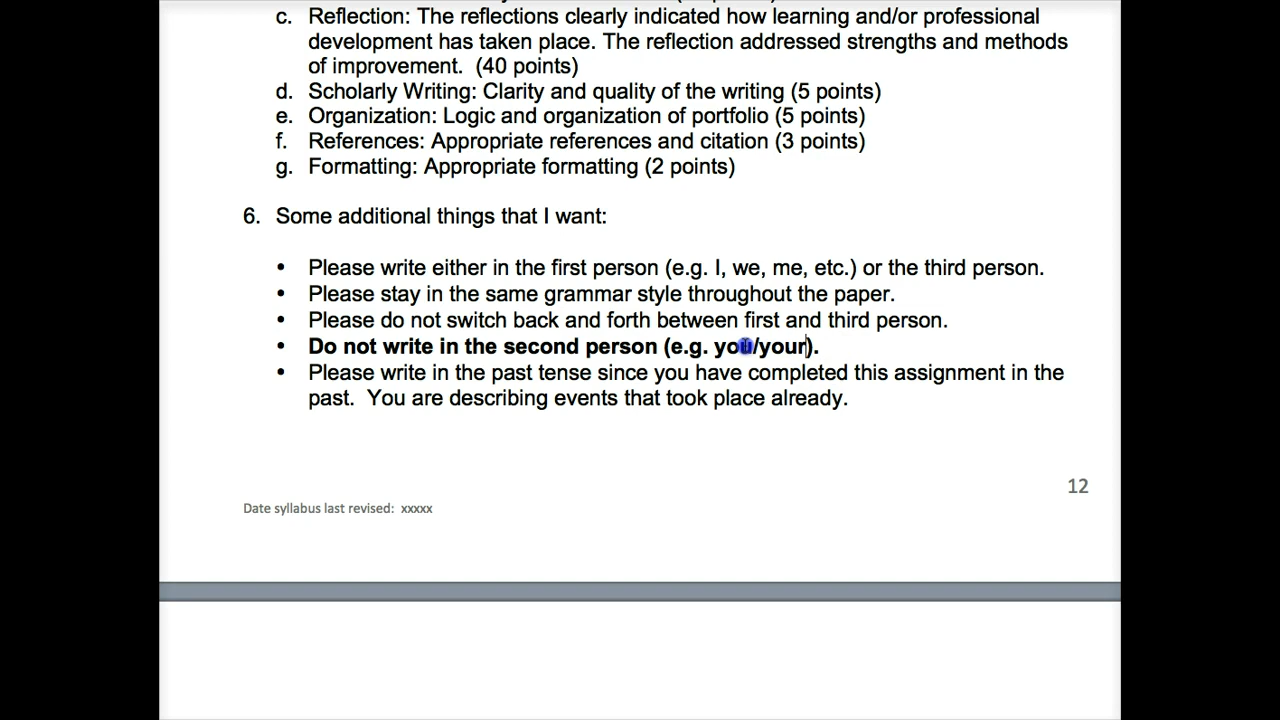 c. Reflection: The reflections clearly indicated how learning and/or professional
development has taken place. The reflection addressed strengths and methods
of improvement. (40 points)
d. Scholarly Writing: Clarity and quality of the writing (5 points)
e. Organization: Logic and organization of portfolio (5 points)
f. References: Appropriate references and citation (3 points)
g. Formatting: Appropriate formatting (2 points)
6. Some additional things that I want:
• Please write either in the first person (e.g. I, we, me, etc.) or the third person.
• Please stay in the same grammar style throughout the paper.
• Please do not switch back and forth between first and third person.
• Do not write in the second person (e.g. you/your).
• Please write in the past tense since you have completed this assignment in the
past. You are describing events that took place already.
12
Date syllabus last revised: xxxxx